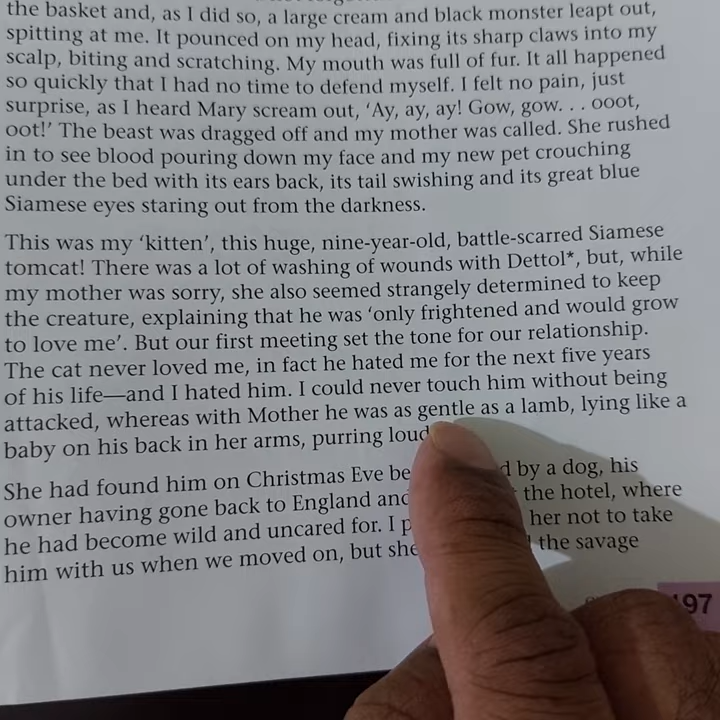 the basket and, as I did so, a large cream and black monster leapt out,
spitting at me. It pounced on my head, fixing its sharp claws into my
scalp, biting and scratching. My mouth was full of fur. It all happened
so quickly that I had no time to defend myself. I felt no pain, just
surprise, as I heard Mary scream out, ‘Ay, ay, ay! Gow, gow. . . ooot,
oot!’ The beast was dragged off and my mother was called. She rushed
in to see blood pouring down my face and my new pet crouching
under the bed with its ears back, its tail swishing and its great blue
Siamese eyes staring out from the darkness.
This was my ‘kitten’, this huge, nine-year-old, battle-scarred Siamese
tomcat! There was a lot of washing of wounds with Dettol*, but, while
my mother was sorry, she also seemed strangely determined to keep
the creature, explaining that he was ‘only frightened and would grow
to love me’. But our first meeting set the tone for our relationship.
The cat never loved me, in fact he hated me for the next five years
of his life—and I hated him. I could never touch him without being
attacked, whereas with Mother he was as gentle as a lamb, lying like a
baby on his back in her arms, purring
She had found him on Christmas Eve by a dog, his
owner having gone back to England and the hotel, where
he had become wild and uncared for. I her not to take
him with us when we moved on, but she the savage
197